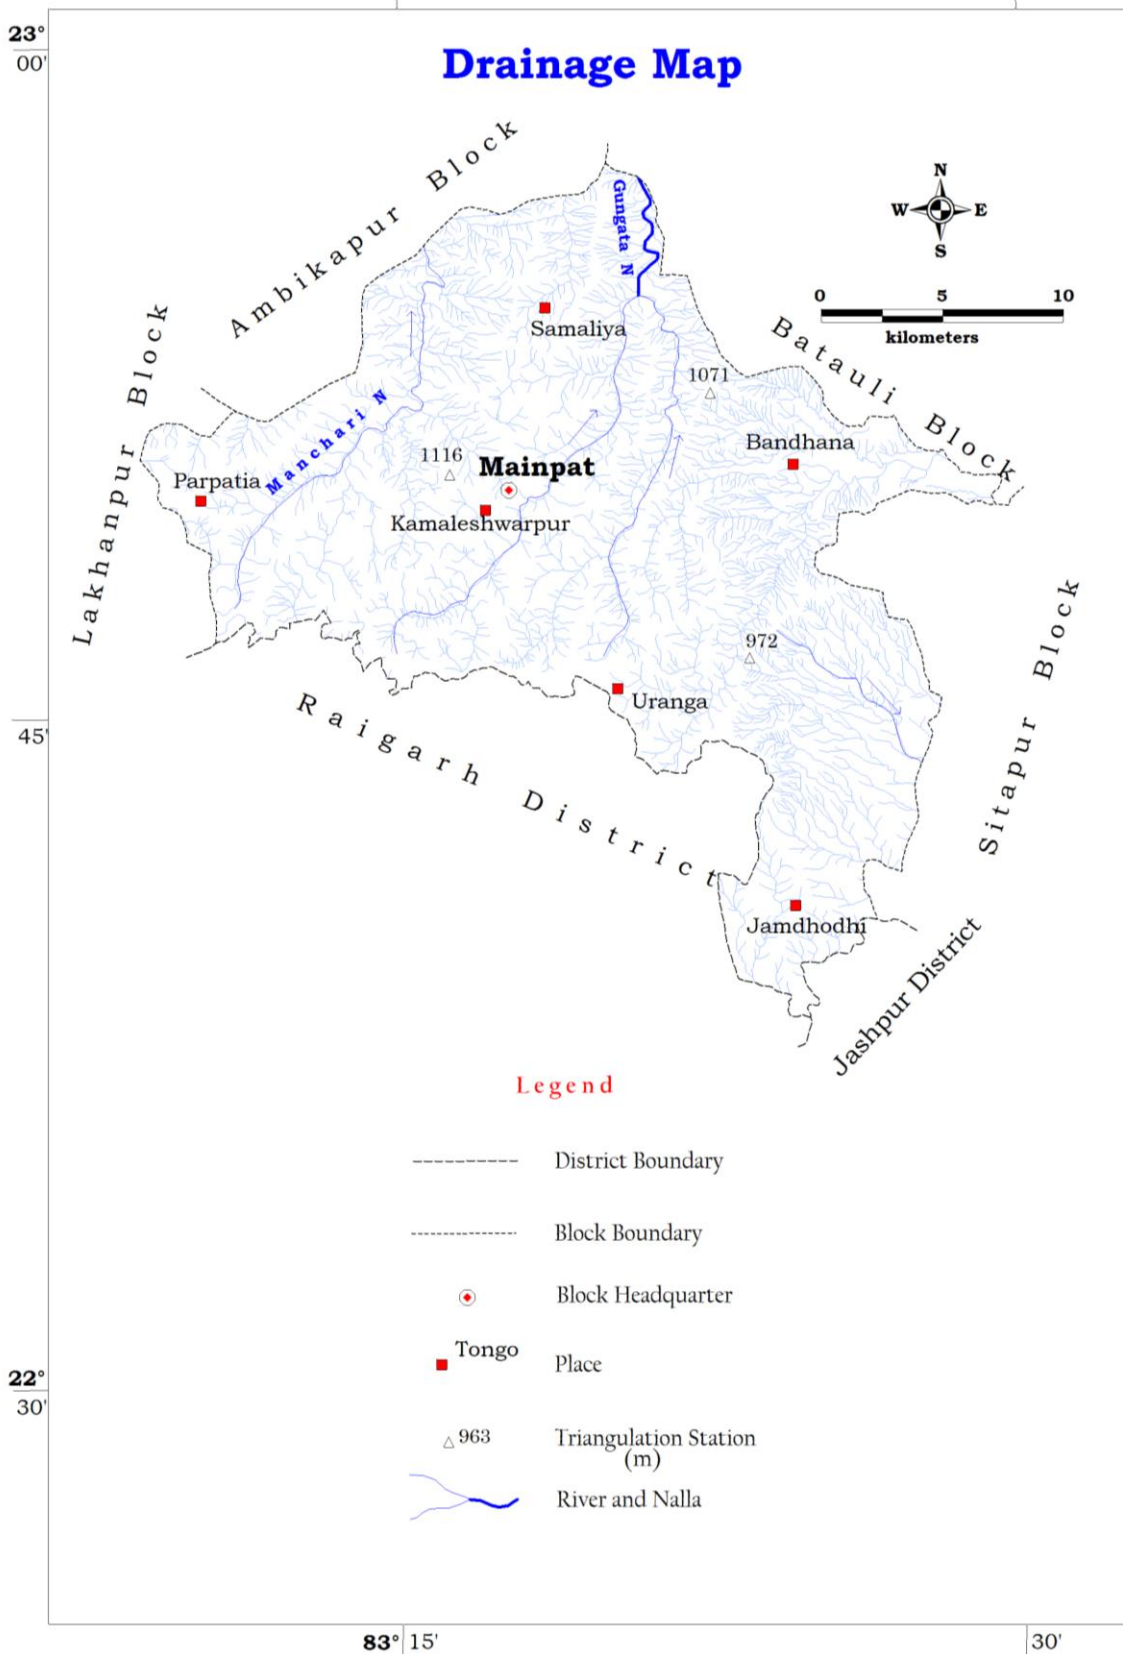 23°
00'
Drainage Map
Ambikapur Block
Gungata N
N
W E
S
0 5 10
kilometers
Samaliya
Batauli Block
Lakhanpur Block
1071
Manchari N
Bandhana
1116
Mainpat
Parpatia
Kamaleshwarpur
Sitapur Block
972
Uranga
Raigarh District
45'
Jamdhodhi
Jashpur District
Legend
District Boundary
Block Boundary
Block Headquarter
Tongo
Place
22°
30'
963
Triangulation Station
(m)
River and Nalla
83° 15'
30'